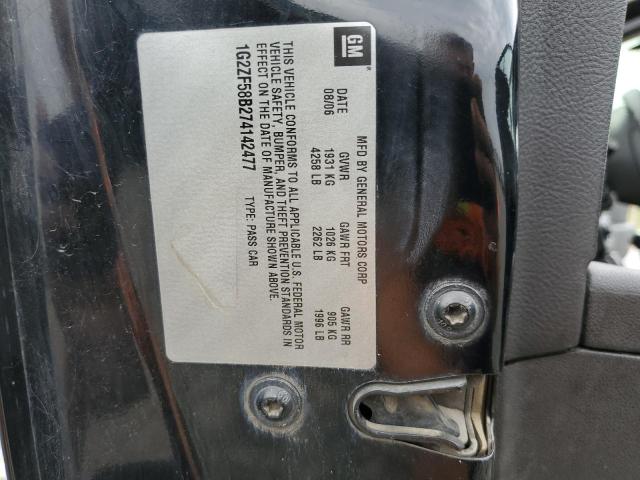 GM
MFD BY GENERAL MOTORS CORP
DATE GVWR GAWR FRT GAWR RR
08/06 1931 KG 1026 KG 905 KG
4258 LB 2262 LB 1996 LB
THIS VEHICLE CONFORMS TO ALL APPLICABLE U.S. FEDERAL MOTOR
VEHICLE SAFETY, BUMPER, AND THEFT PREVENTION STANDARDS IN
EFFECT ON THE DATE OF MANUFACTURE SHOWN ABOVE.
1G2ZF58B274142477 TYPE: PASS CAR